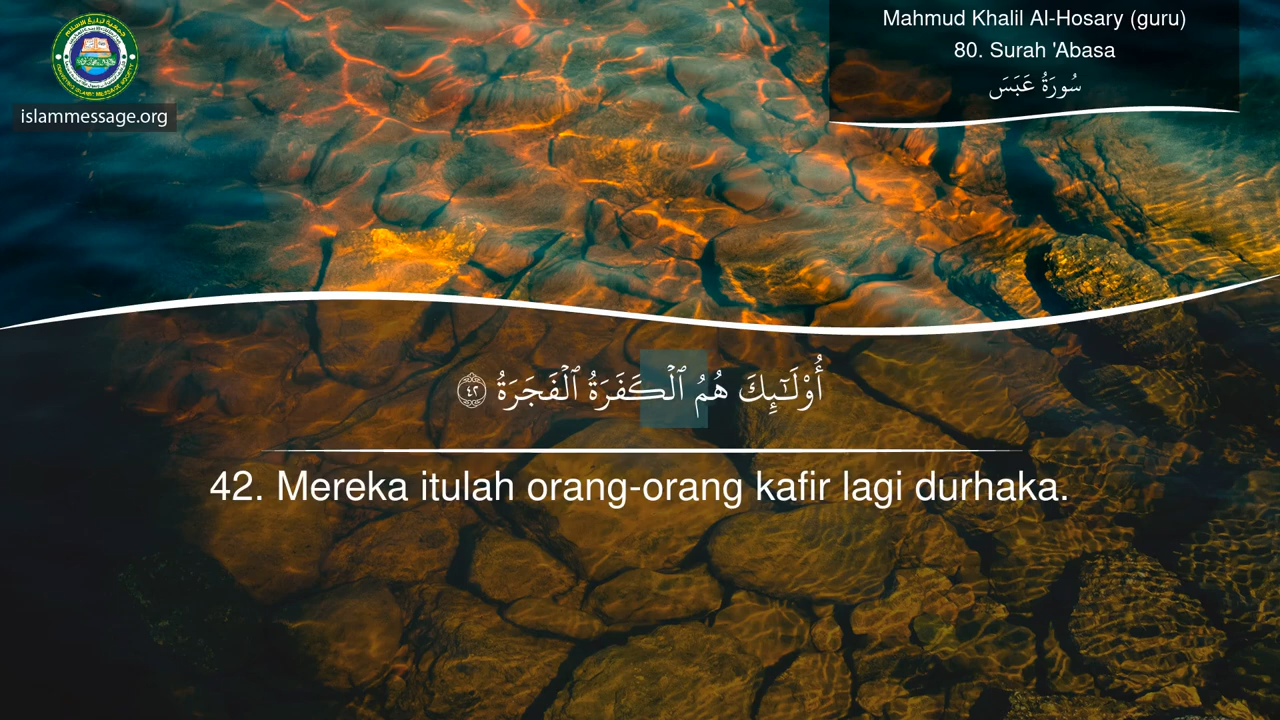 islammessage.org
Mahmud Khalil Al-Hosary (guru)
80. Surah 'Abasa
سُورَةُ عَبَسَ
أُوْلَـٰٓئِكَ هُمُ ٱلْكَفَرَةُ ٱلْفَجَرَةُ ٤٢
42. Mereka itulah orang-orang kafir lagi durhaka.